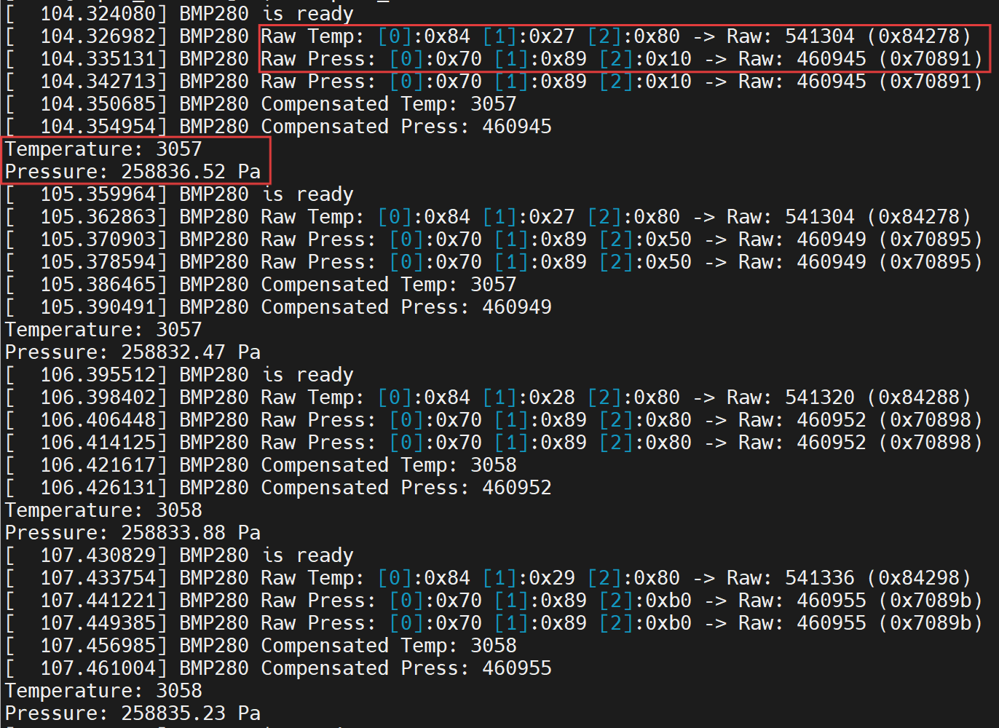 [  104.324080] BMP280 is ready
[  104.326982] BMP280 Raw Temp: [0]:0x84 [1]:0x27 [2]:0x80 -> Raw: 541304 (0x84278)
[  104.335131] BMP280 Raw Press: [0]:0x70 [1]:0x89 [2]:0x10 -> Raw: 460945 (0x70891)
[  104.342713] BMP280 Raw Press: [0]:0x70 [1]:0x89 [2]:0x10 -> Raw: 460945 (0x70891)
[  104.350685] BMP280 Compensated Temp: 3057
[  104.354954] BMP280 Compensated Press: 460945
Temperature: 3057
Pressure: 258836.52 Pa
[  105.359964] BMP280 is ready
[  105.362863] BMP280 Raw Temp: [0]:0x84 [1]:0x27 [2]:0x80 -> Raw: 541304 (0x84278)
[  105.370903] BMP280 Raw Press: [0]:0x70 [1]:0x89 [2]:0x50 -> Raw: 460949 (0x70895)
[  105.378594] BMP280 Raw Press: [0]:0x70 [1]:0x89 [2]:0x50 -> Raw: 460949 (0x70895)
[  105.386465] BMP280 Compensated Temp: 3057
[  105.390491] BMP280 Compensated Press: 460949
Temperature: 3057
Pressure: 258832.47 Pa
[  106.395512] BMP280 is ready
[  106.398402] BMP280 Raw Temp: [0]:0x84 [1]:0x28 [2]:0x80 -> Raw: 541320 (0x84288)
[  106.406448] BMP280 Raw Press: [0]:0x70 [1]:0x89 [2]:0x80 -> Raw: 460952 (0x70898)
[  106.414125] BMP280 Raw Press: [0]:0x70 [1]:0x89 [2]:0x80 -> Raw: 460952 (0x70898)
[  106.421617] BMP280 Compensated Temp: 3058
[  106.426131] BMP280 Compensated Press: 460952
Temperature: 3058
Pressure: 258833.88 Pa
[  107.430829] BMP280 is ready
[  107.433754] BMP280 Raw Temp: [0]:0x84 [1]:0x29 [2]:0x80 -> Raw: 541336 (0x84298)
[  107.441221] BMP280 Raw Press: [0]:0x70 [1]:0x89 [2]:0xb0 -> Raw: 460955 (0x7089b)
[  107.449385] BMP280 Raw Press: [0]:0x70 [1]:0x89 [2]:0xb0 -> Raw: 460955 (0x7089b)
[  107.456985] BMP280 Compensated Temp: 3058
[  107.461004] BMP280 Compensated Press: 460955
Temperature: 3058
Pressure: 258835.23 Pa